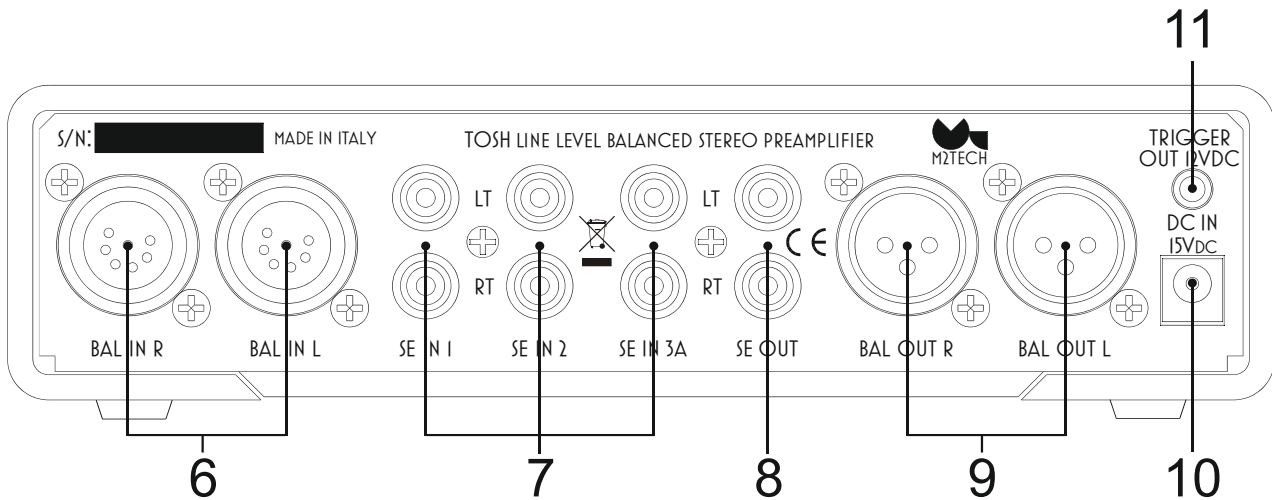 11
S/N:
MADE IN ITALY
TOSH LINE LEVEL BALANCED STEREO PREAMPLIFIER
M2TECH
TRIGGER
OUT 12VDC
LT
LT
DC IN
15VDC
CE
RT
RT
BAL IN R
BAL IN L
SE IN 1
SE IN 2
SE IN 3A
SE OUT
BAL OUT R
BAL OUT L
6
7
8
9
10